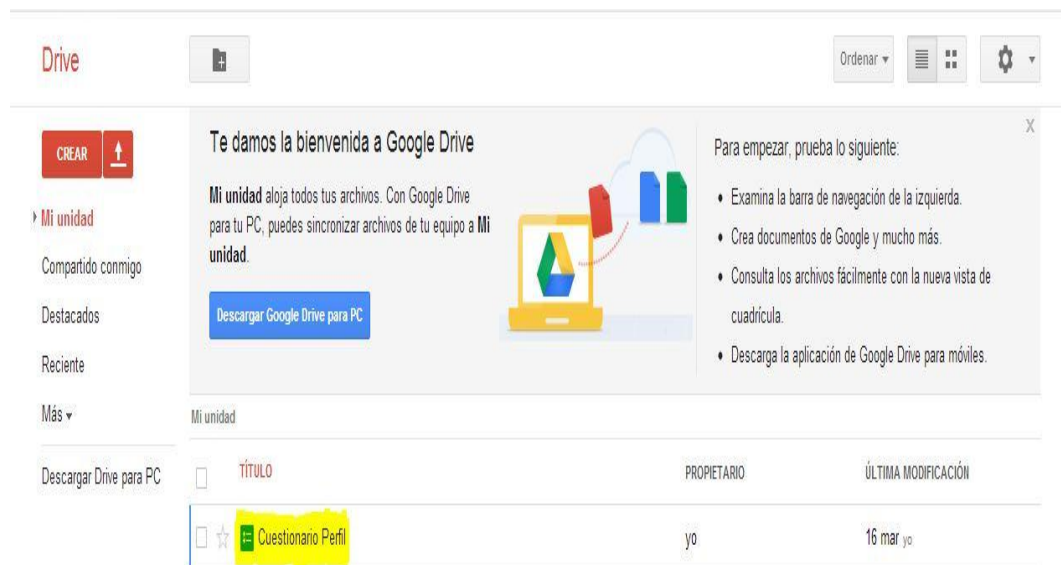 Drive
Ordenar
CREAR
Mi unidad
Compartido conmigo
Destacados
Reciente
Más
Descargar Drive para PC
Te damos la bienvenida a Google Drive
Mi unidad aloja todos tus archivos. Con Google Drive
para tu PC, puedes sincronizar archivos de tu equipo a Mi
unidad.
Descargar Google Drive para PC
X
Para empezar, prueba lo siguiente:
• Examina la barra de navegación de la izquierda.
• Crea documentos de Google y mucho más.
• Consulta los archivos fácilmente con la nueva vista de
cuadrícula.
• Descarga la aplicación de Google Drive para móviles.
Mi unidad
TÍTULO PROPIETARIO ÚLTIMA MODIFICACIÓN
Cuestionario Perfil yo 16 mar yo